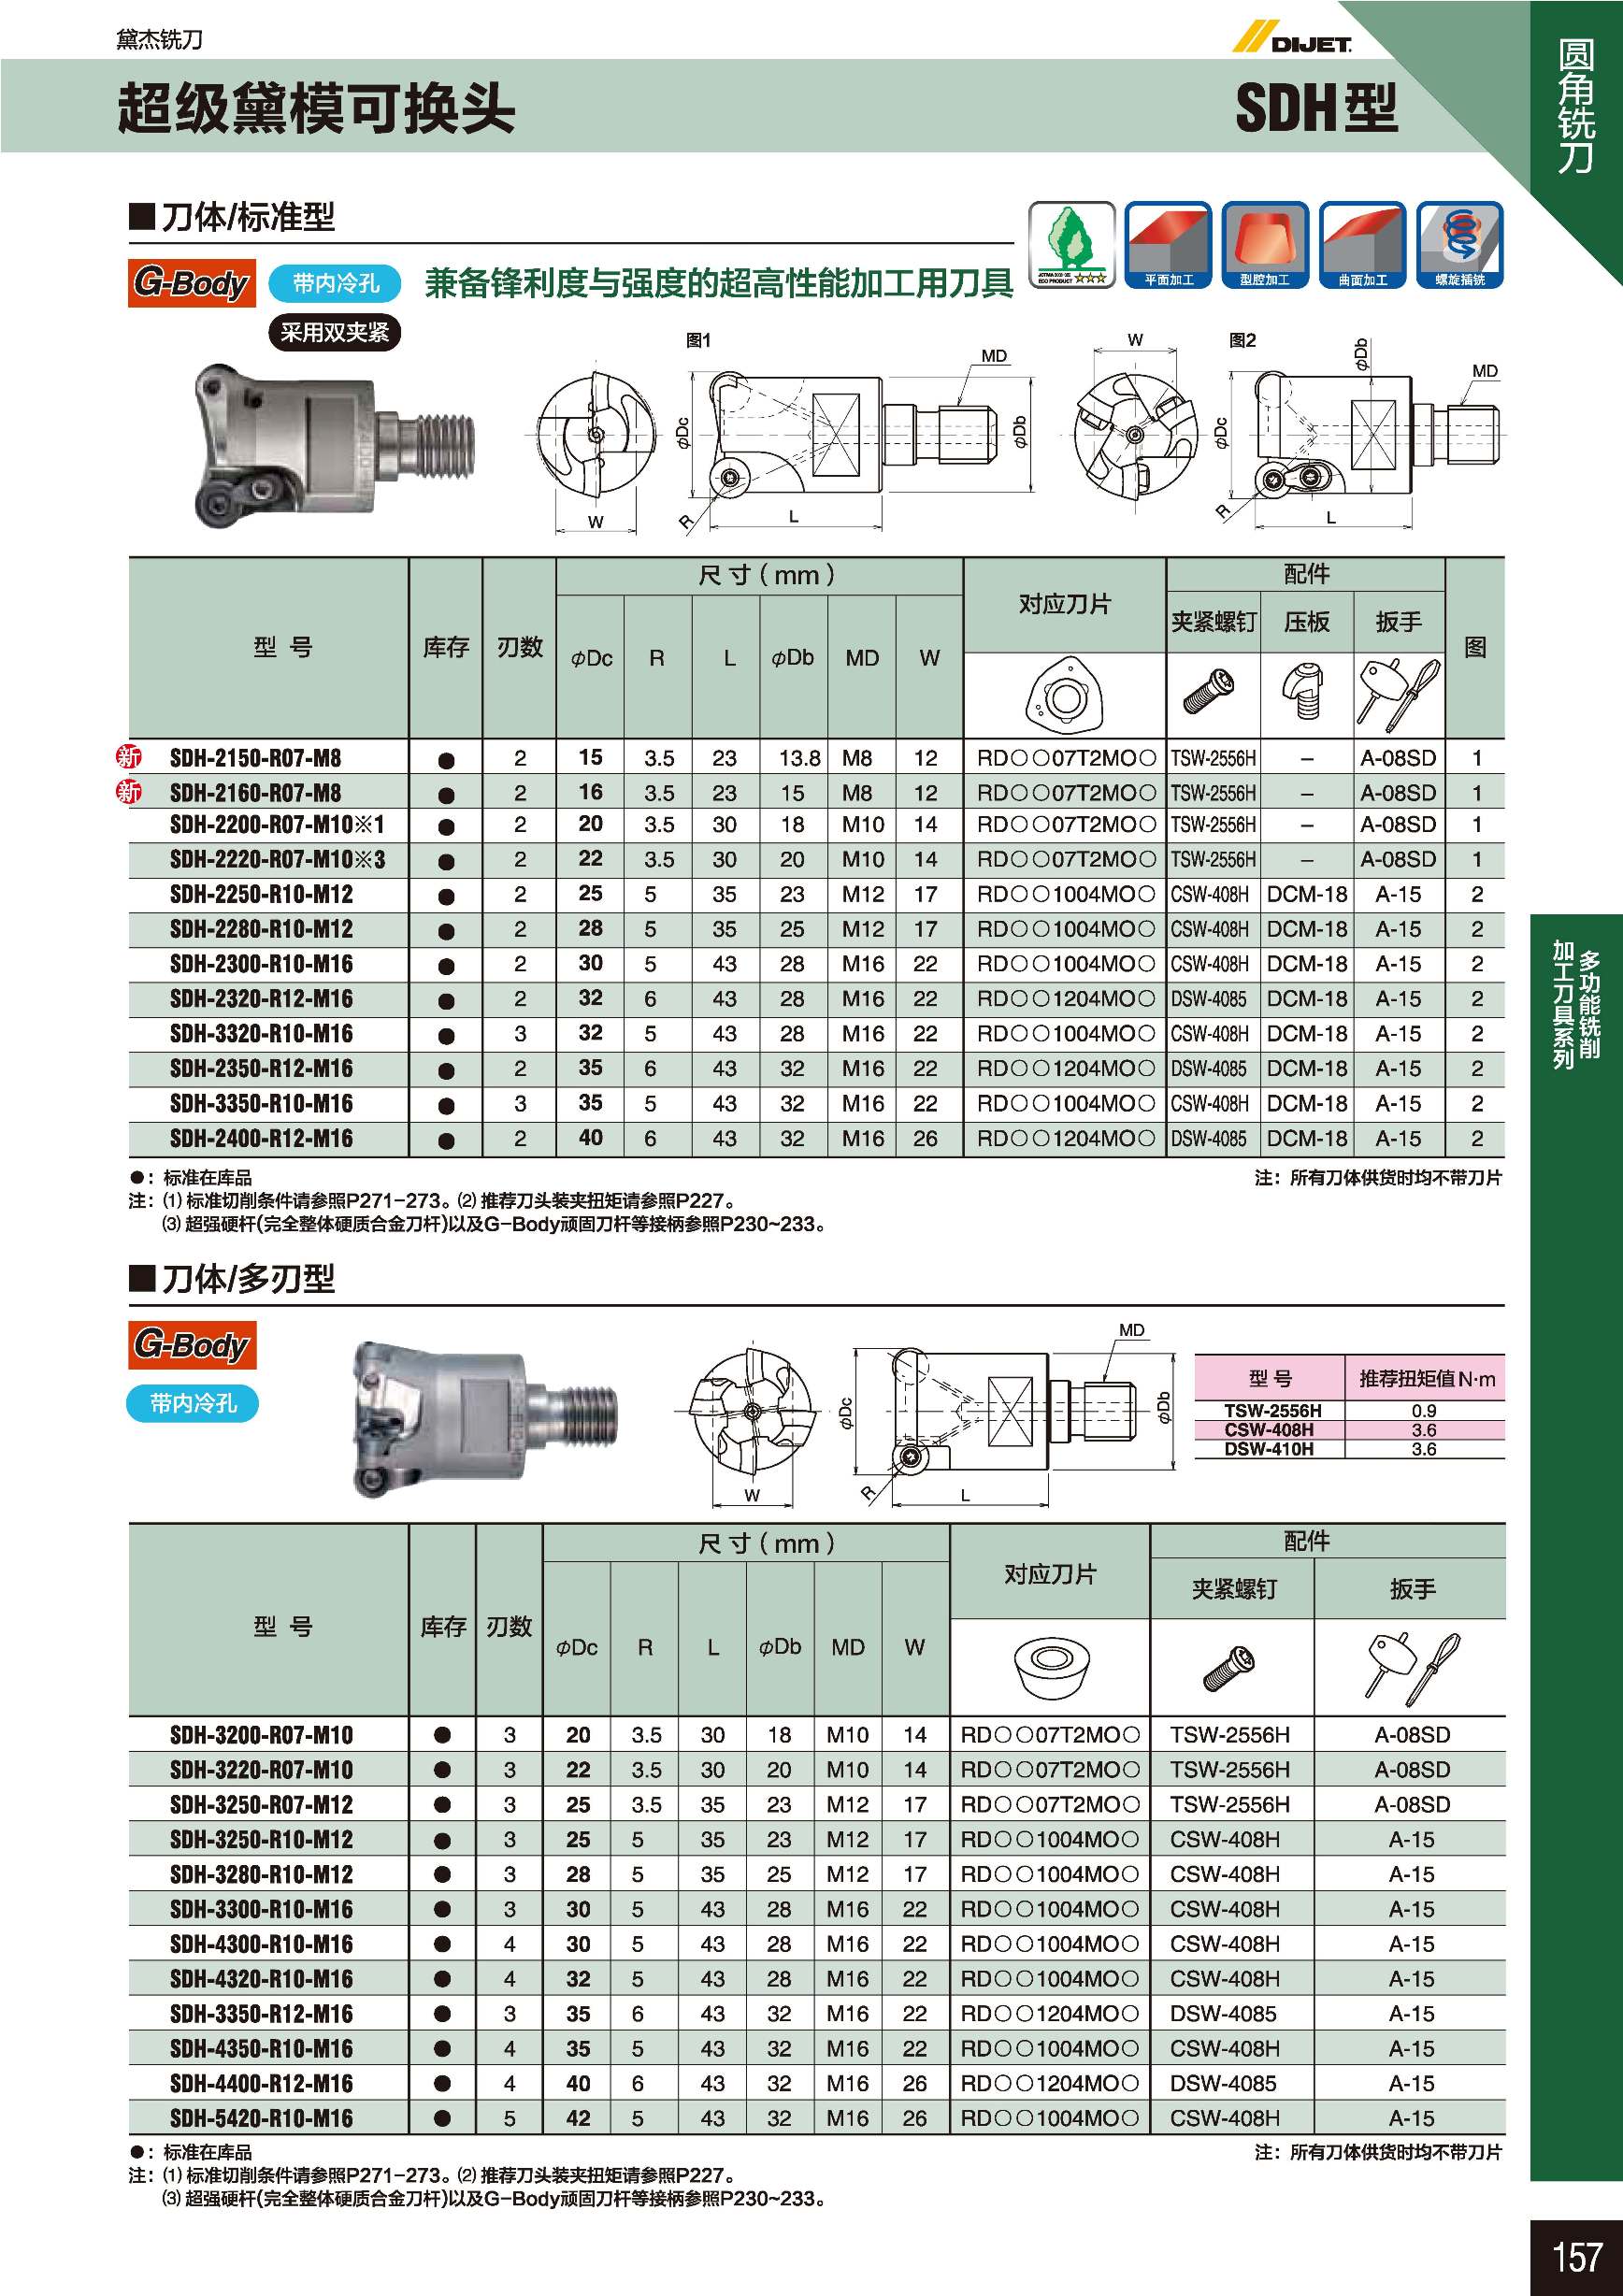 黛杰铣刀
DIJET
超级黛模可换头
SDH型
圆角铣刀
■刀体/标准型
G-Body
带内冷孔
兼备锋利度与强度的超高性能加工用刀具
采用双夹紧
平面加工
型腔加工
曲面加工
螺旋插铣
图1
MD
φDc
φDb
W
R
L
图2
W
φDb
MD
φDc
R
L
型 号 库存 刃数 尺 寸 ( mm ) 对应刀片 配件 图
φDc R L φDb MD W 夹紧螺钉 压板 扳手
新 SDH-2150-R07-M8 ● 2 15 3.5 23 13.8 M8 12 RD○○07T2MO○ TSW-2556H – A-08SD 1
新 SDH-2160-R07-M8 ● 2 16 3.5 23 15 M8 12 RD○○07T2MO○ TSW-2556H – A-08SD 1
SDH-2200-R07-M10※1 ● 2 20 3.5 30 18 M10 14 RD○○07T2MO○ TSW-2556H – A-08SD 1
SDH-2220-R07-M10※3 ● 2 22 3.5 30 20 M10 14 RD○○07T2MO○ TSW-2556H – A-08SD 1
SDH-2250-R10-M12 ● 2 25 5 35 23 M12 17 RD○○1004MO○ CSW-408H DCM-18 A-15 2
SDH-2280-R10-M12 ● 2 28 5 35 25 M12 17 RD○○1004MO○ CSW-408H DCM-18 A-15 2
SDH-2300-R10-M16 ● 2 30 5 43 28 M16 22 RD○○1004MO○ CSW-408H DCM-18 A-15 2
SDH-2320-R12-M16 ● 2 32 6 43 28 M16 22 RD○○1204MO○ DSW-4085 DCM-18 A-15 2
SDH-3320-R10-M16 ● 3 32 5 43 28 M16 22 RD○○1004MO○ CSW-408H DCM-18 A-15 2
SDH-2350-R12-M16 ● 2 35 6 43 32 M16 22 RD○○1204MO○ DSW-4085 DCM-18 A-15 2
SDH-3350-R10-M16 ● 3 35 5 43 32 M16 22 RD○○1004MO○ CSW-408H DCM-18 A-15 2
SDH-2400-R12-M16 ● 2 40 6 43 32 M16 26 RD○○1204MO○ DSW-4085 DCM-18 A-15 2
●：标准在库品
注：所有刀体供货时均不带刀片
注：⑴ 标准切削条件请参照P271-273。⑵ 推荐刀头装夹扭矩请参照P227。
⑶ 超强硬杆(完全整体硬质合金刀杆)以及G-Body顽固刀杆等接柄参照P230~233。
多功能铣削
加工刀具系列
■刀体/多刃型
G-Body
带内冷孔
W
φDc
MD
φDb
R
L
型 号 推荐扭矩值N·m
TSW-2556H 0.9
CSW-408H 3.6
DSW-410H 3.6
型 号 库存 刃数 尺 寸 ( mm ) 对应刀片 配件
φDc R L φDb MD W 夹紧螺钉 扳手
SDH-3200-R07-M10 ● 3 20 3.5 30 18 M10 14 RD○○07T2MO○ TSW-2556H A-08SD
SDH-3220-R07-M10 ● 3 22 3.5 30 20 M10 14 RD○○07T2MO○ TSW-2556H A-08SD
SDH-3250-R07-M12 ● 3 25 3.5 35 23 M12 17 RD○○07T2MO○ TSW-2556H A-08SD
SDH-3250-R10-M12 ● 3 25 5 35 23 M12 17 RD○○1004MO○ CSW-408H A-15
SDH-3280-R10-M12 ● 3 28 5 35 25 M12 17 RD○○1004MO○ CSW-408H A-15
SDH-3300-R10-M16 ● 3 30 5 43 28 M16 22 RD○○1004MO○ CSW-408H A-15
SDH-4300-R10-M16 ● 4 30 5 43 28 M16 22 RD○○1004MO○ CSW-408H A-15
SDH-4320-R10-M16 ● 4 32 5 43 28 M16 22 RD○○1004MO○ CSW-408H A-15
SDH-3350-R12-M16 ● 3 35 6 43 32 M16 22 RD○○1204MO○ DSW-4085 A-15
SDH-4350-R10-M16 ● 4 35 5 43 32 M16 22 RD○○1004MO○ CSW-408H A-15
SDH-4400-R12-M16 ● 4 40 6 43 32 M16 26 RD○○1204MO○ DSW-4085 A-15
SDH-5420-R10-M16 ● 5 42 5 43 32 M16 26 RD○○1004MO○ CSW-408H A-15
●：标准在库品
注：所有刀体供货时均不带刀片
注：⑴ 标准切削条件请参照P271-273。⑵ 推荐刀头装夹扭矩请参照P227。
⑶ 超强硬杆(完全整体硬质合金刀杆)以及G-Body顽固刀杆等接柄参照P230~233。
157